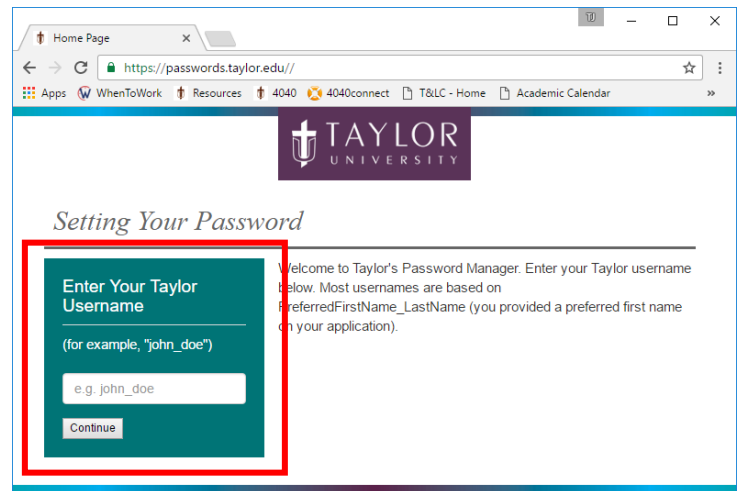 Home Page
https://passwords.taylor.edu//
Apps WhenToWork Resources 4040 4040connect T&LC - Home Academic Calendar »
TAYLOR
UNIVERSITY
Setting Your Password
Enter Your Taylor
Username
(for example, "john_doe")
e.g. john_doe
Continue
Welcome to Taylor's Password Manager. Enter your Taylor username
below. Most usernames are based on
PreferredFirstName_LastName (you provided a preferred first name
on your application).